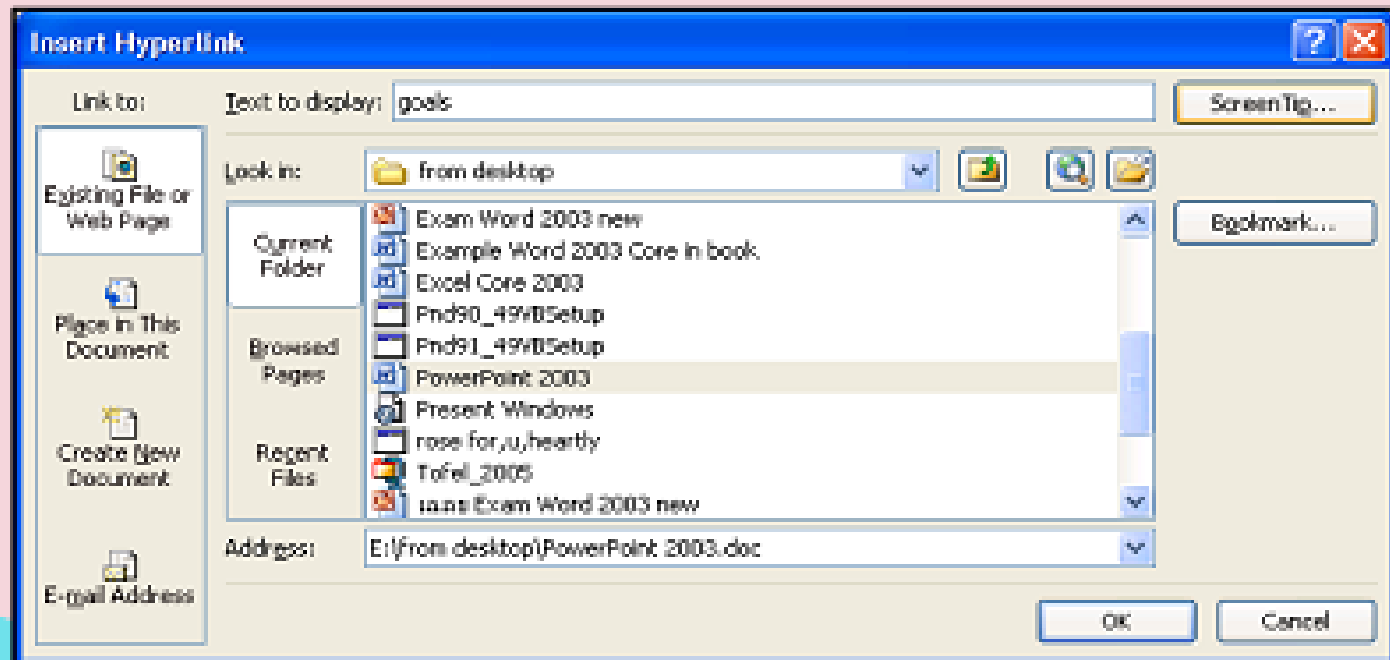 Insert Hyperlink
Link to:
Text to display: goals
ScreenTip...
Existing File or
Web Page
Look in: from desktop
Current
Folder
Exam Word 2003 new
Example Word 2003 Core in book
Excel Core 2003
Pnd90_49VBSetup
Pnd91_49VBSetup
PowerPoint 2003
Present Windows
rose for,u,heartly
Tofel_2005
Exam Word 2003 new
Bookmark...
Place in This
Document
Browsed
Pages
Create New
Document
Recent
Files
Address: E:\from desktop\PowerPoint 2003.doc
E-mail Address
OK
Cancel